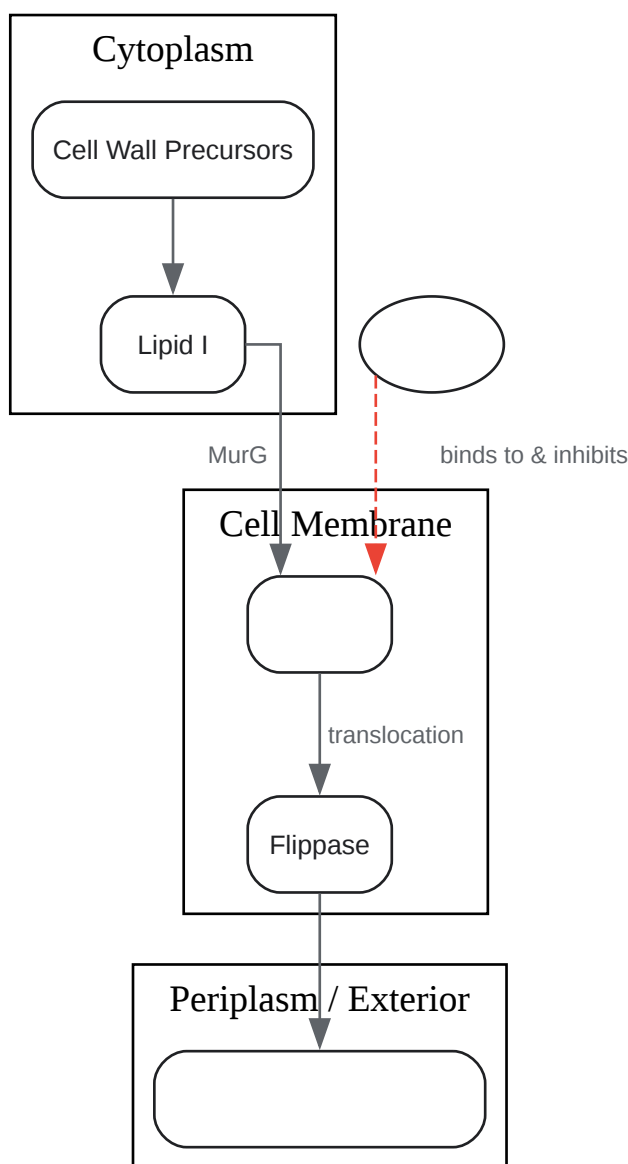 Cytoplasm
Cell Wall Precursors
Lipid I
MurG
binds to & inhibits
Cell Membrane
translocation
Flippase
Periplasm / Exterior